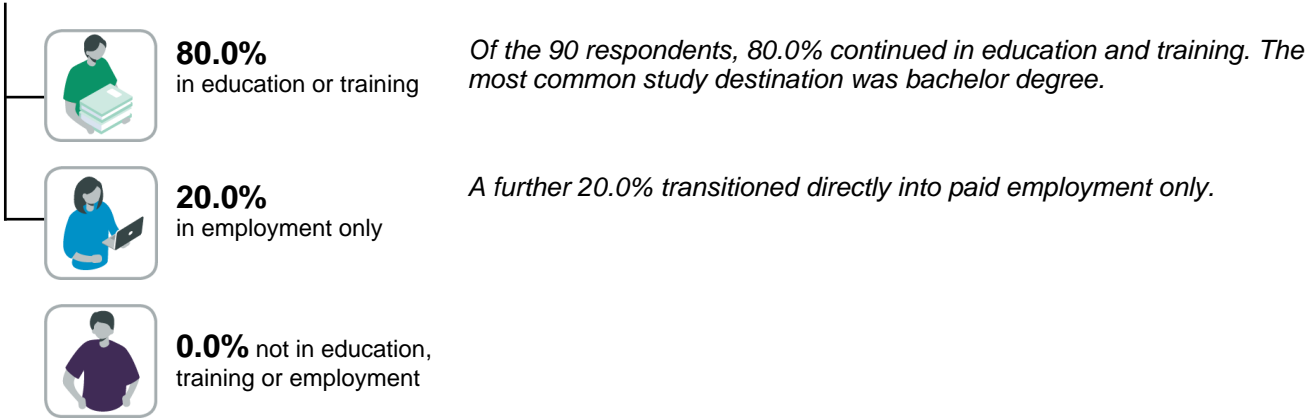 80.0%
in education or training
Of the 90 respondents, 80.0% continued in education and training. The
most common study destination was bachelor degree.
20.0%
in employment only
A further 20.0% transitioned directly into paid employment only.
0.0% not in education,
training or employment